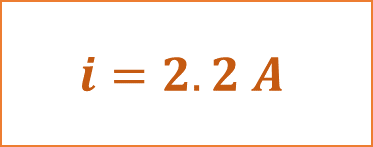 i = 2.2 A